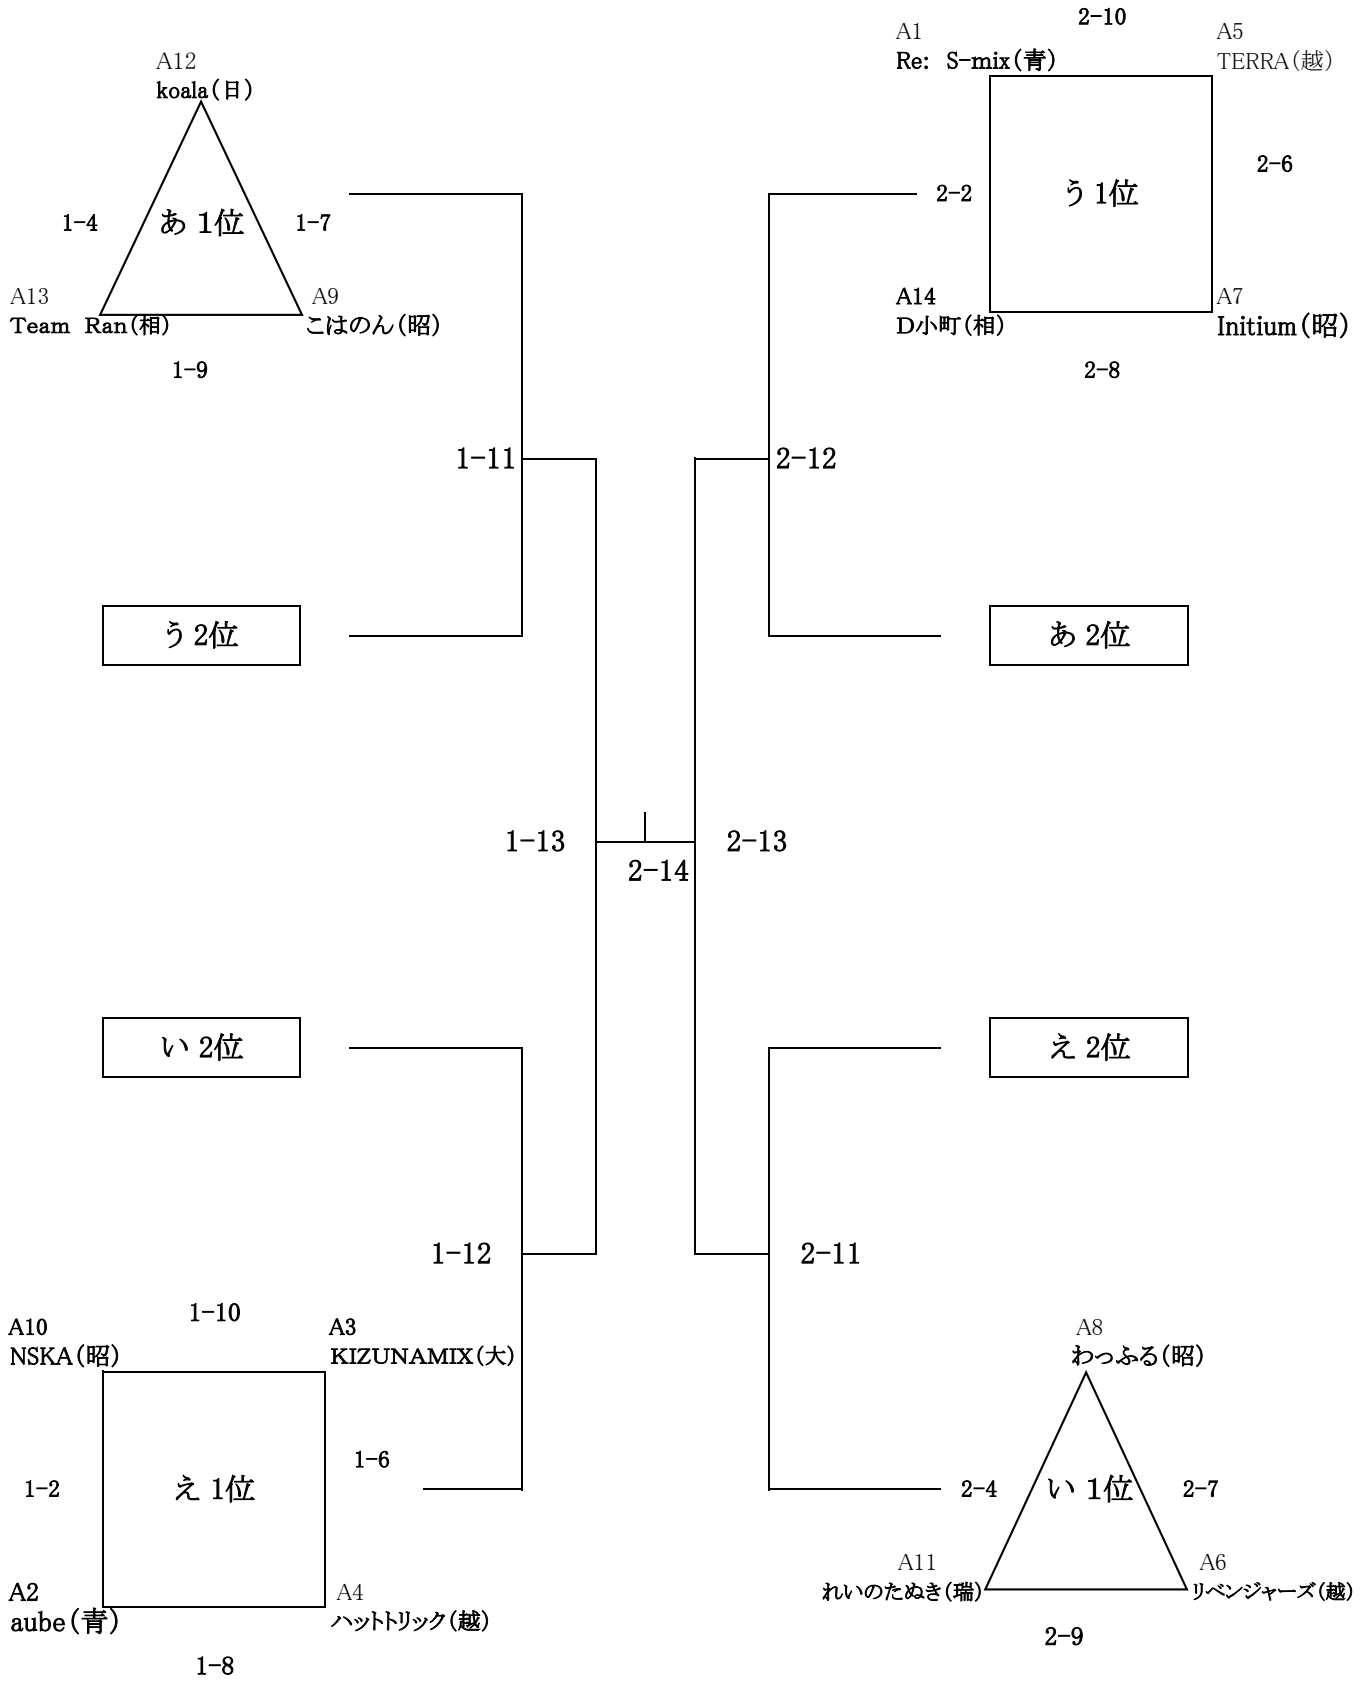 A12
koala（日）
1-4
あ 1位
1-7
A13
Team　Ran（相）
A9
こはのん（昭）
1-9
2-10
A1
Re:　S-mix（青）
A5
TERRA（越）
2-2
う 1位
2-6
A14
D小町（相）
A7
Initium（昭）
2-8
1-11
2-12
う 2位
あ 2位
1-13
2-14
2-13
い 2位
え 2位
1-12
2-11
1-10
A10
NSKA（昭）
A3
KIZUNAMIX（大）
1-2
え 1位
1-6
A2
aube（青）
A4
ハットトリック（越）
1-8
A8
わっふる（昭）
2-4
い 1位
2-7
A11
れいのたぬき（瑞）
A6
リベンジャーズ（越）
2-9